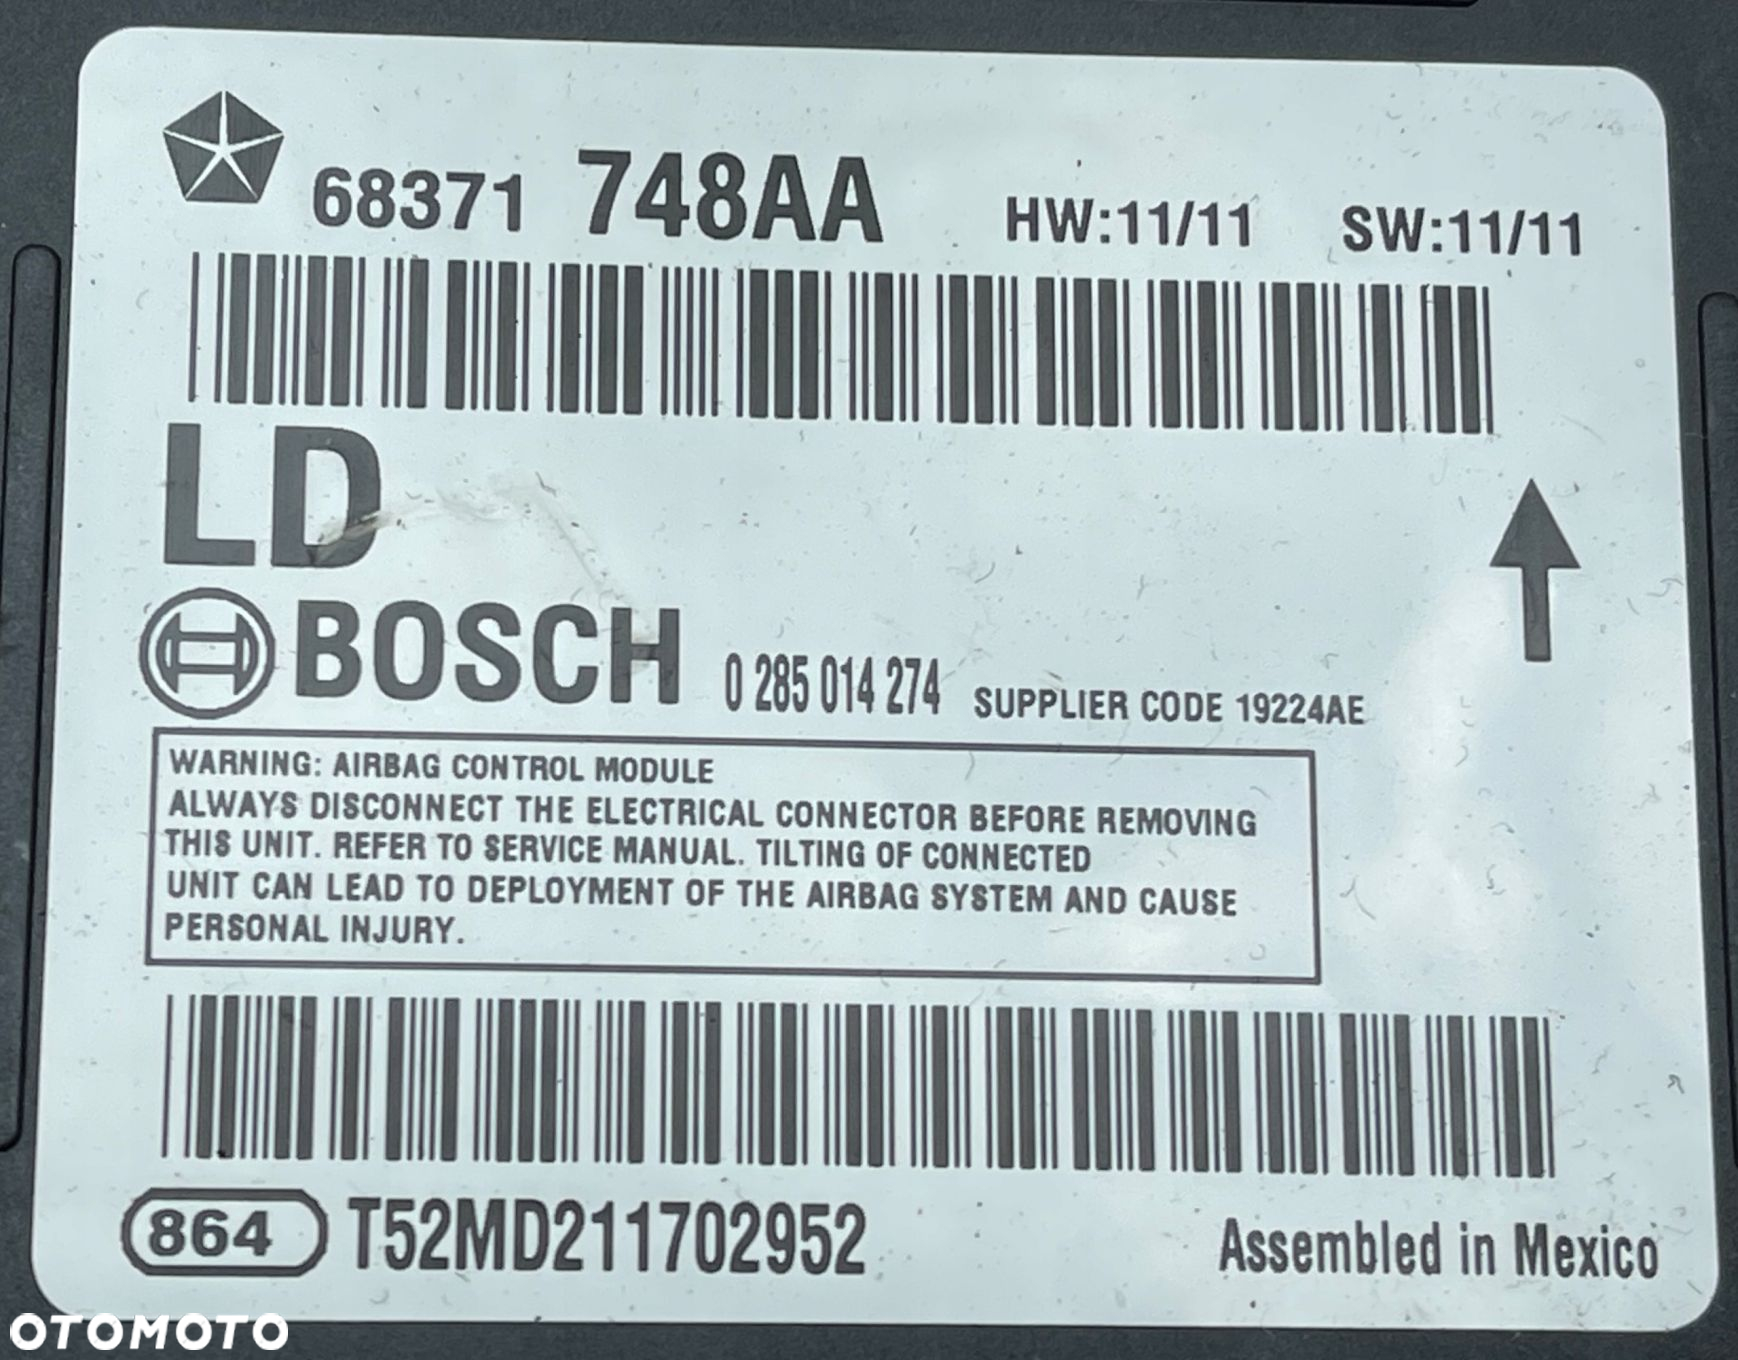 68371 748AA HW:11/11 SW:11/11
LD
BOSCH 0 285 014 274 SUPPLIER CODE 19224AE
WARNING: AIRBAG CONTROL MODULE
ALWAYS DISCONNECT THE ELECTRICAL CONNECTOR BEFORE REMOVING
THIS UNIT. REFER TO SERVICE MANUAL. TILTING OF CONNECTED
UNIT CAN LEAD TO DEPLOYMENT OF THE AIRBAG SYSTEM AND CAUSE
PERSONAL INJURY.
864 T52MD211702952 Assembled in Mexico
OTOMOTO